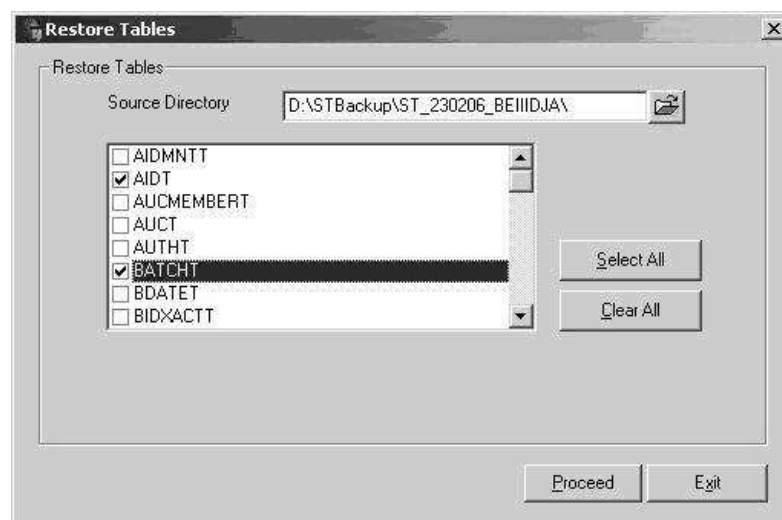 Restore Tables
Restore Tables
Source Directory
D:\STBackup\ST_230206_BEIIIDJA\
AIDMNTT
AIDT
AUCMEMBERT
AUCT
AUTHT
BATCHT
BDATET
BIDXACTT
Select All
Clear All
Proceed
Exit